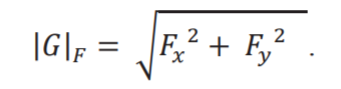 |G|_F = √(F_x² + F_y²) .